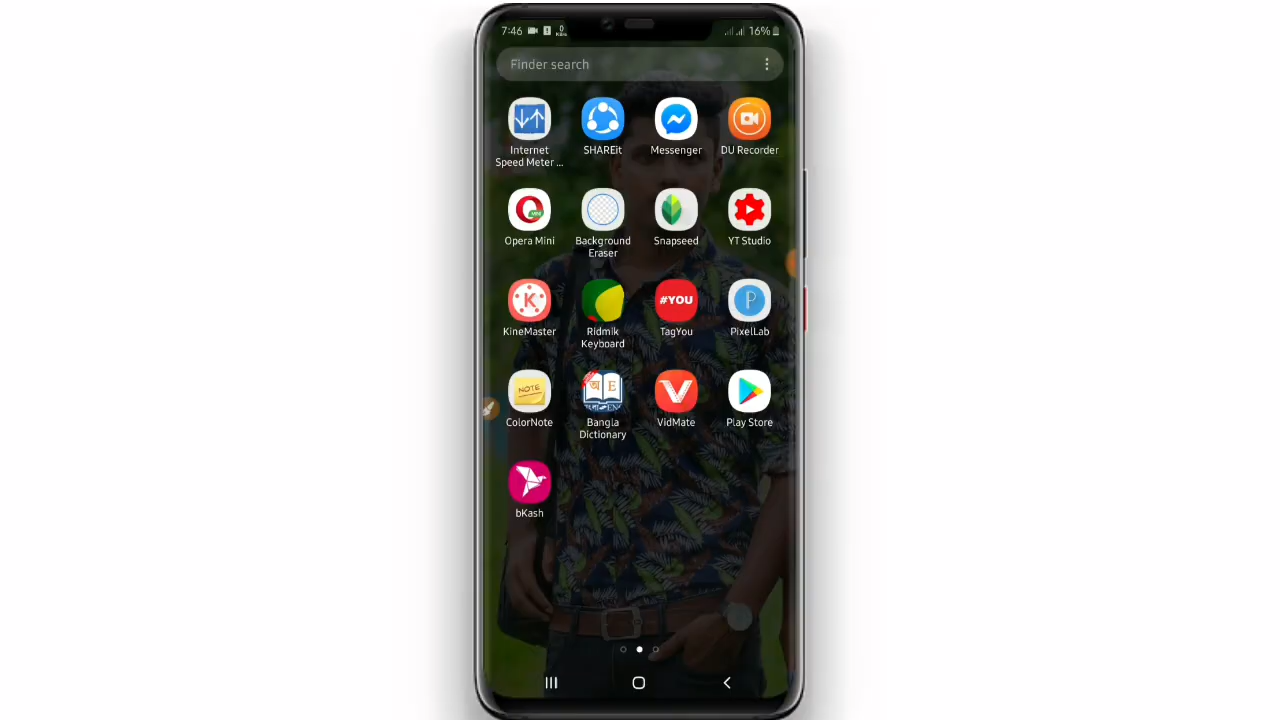 7:46
16%
Finder search
Internet
Speed Meter ...
SHAREit
Messenger
DU Recorder
Opera Mini
Background
Eraser
Snapseed
YT Studio
K
KineMaster
Ridmik
Keyboard
#YOU
TagYou
P
PixelLab
NOTE
ColorNote
অ E
Bangla
Dictionary
VidMate
Play Store
bKash